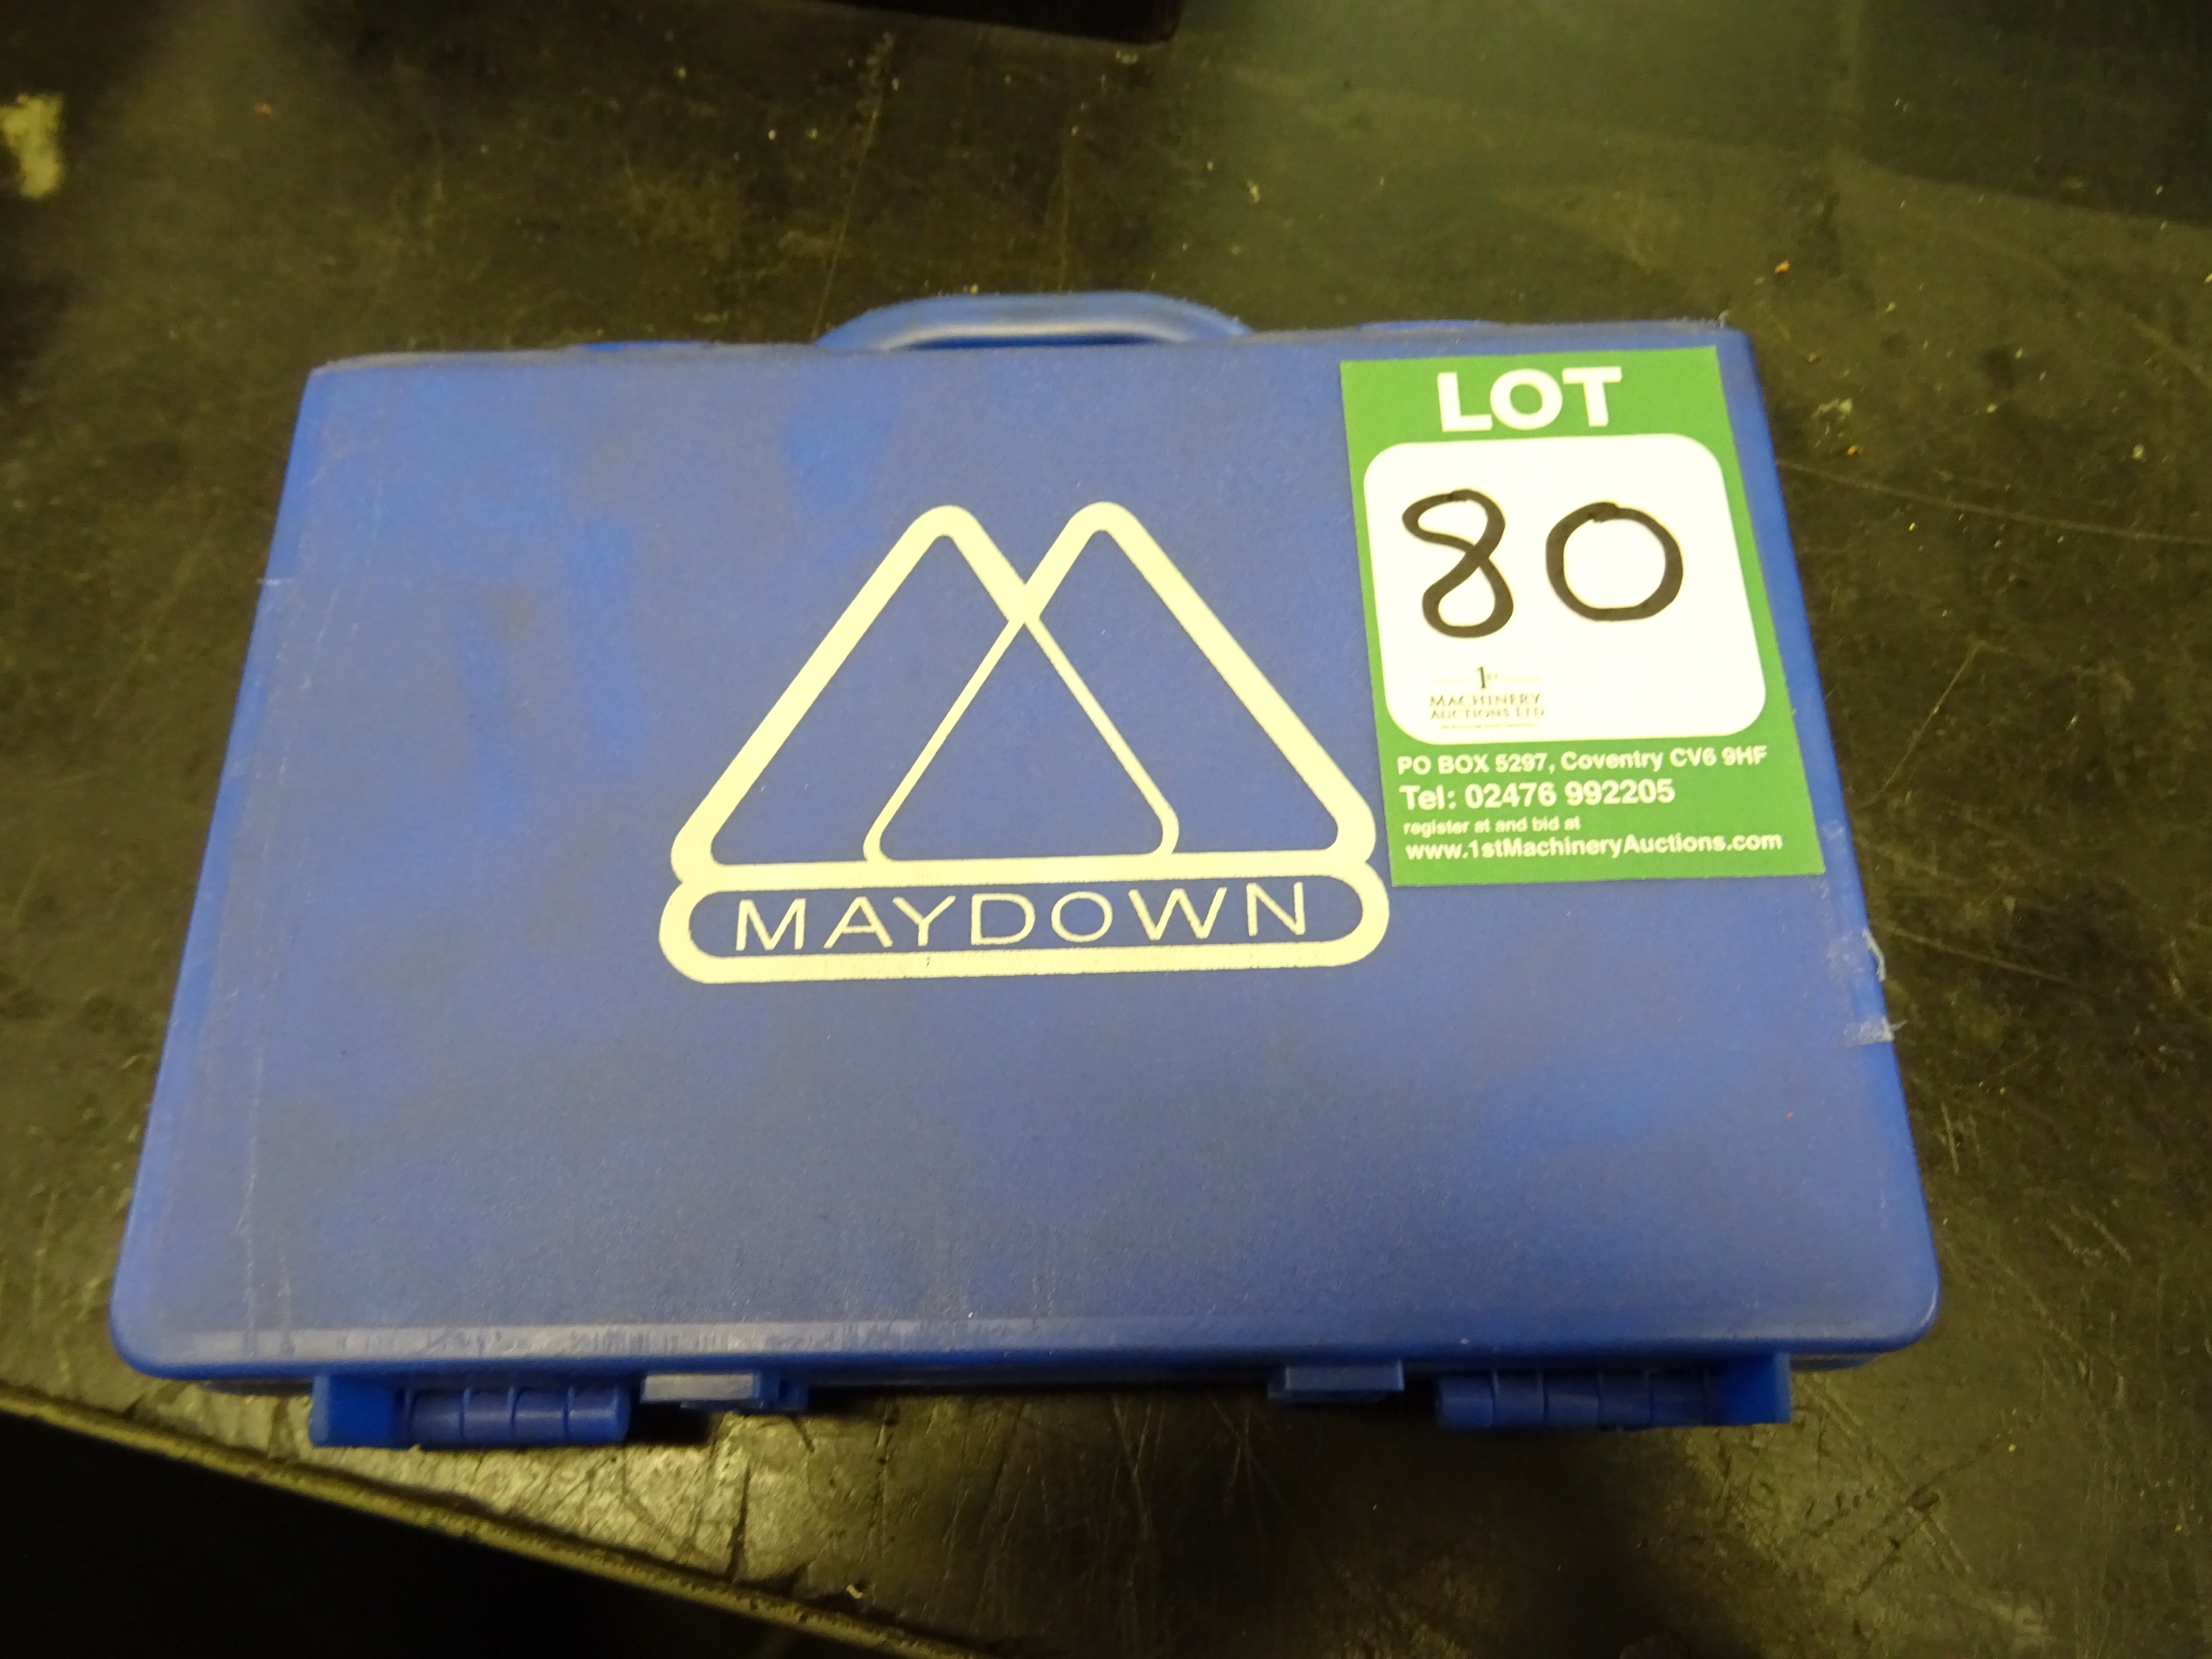 LOT
80
1ST
MACHINERY
AUCTIONS LTD
PO BOX 5297, Coventry CV6 9HF
Tel: 02476 992205
register at and bid at
www.1stMachineryAuctions.com
MAYDOWN